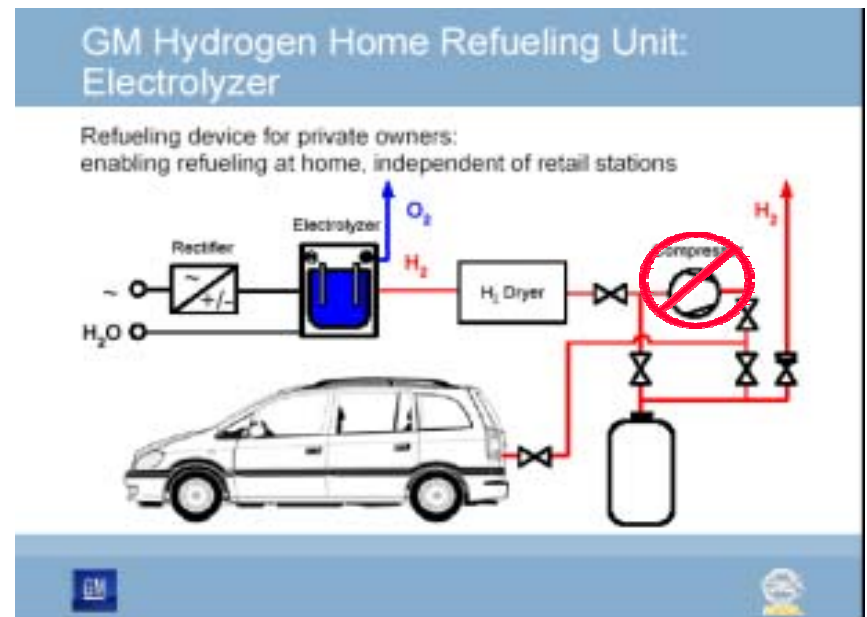 GM Hydrogen Home Refueling Unit:
Electrolyzer
Refueling device for private owners:
enabling refueling at home, independent of retail stations
O₂
H₂
Electrolyzer
Compressor
Rectifier
H₂
~
+/-
~
H₂ Dryer
H₂O
GM